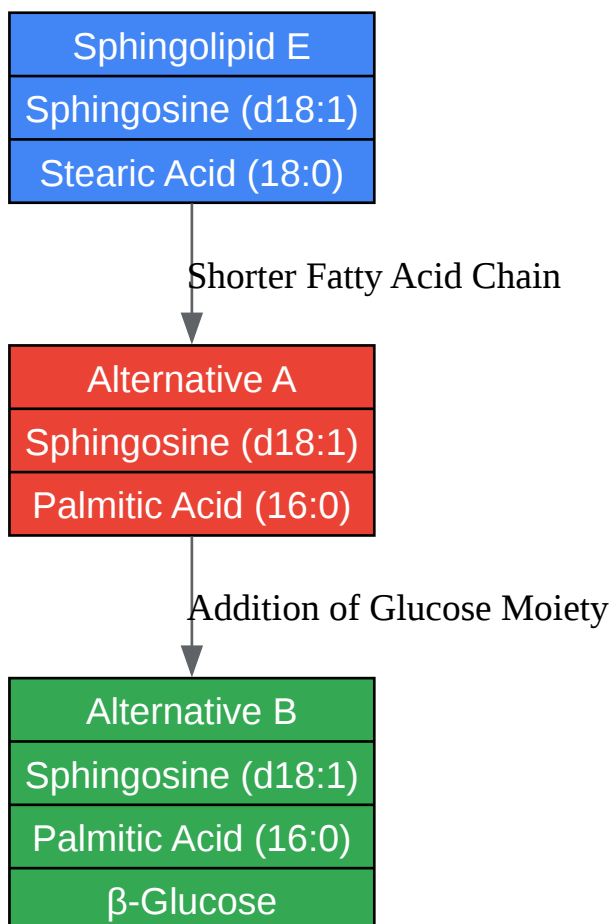 Sphingolipid E
Sphingosine (d18:1)
Stearic Acid (18:0)
Shorter Fatty Acid Chain
Alternative A
Sphingosine (d18:1)
Palmitic Acid (16:0)
Addition of Glucose Moiety
Alternative B
Sphingosine (d18:1)
Palmitic Acid (16:0)
β-Glucose